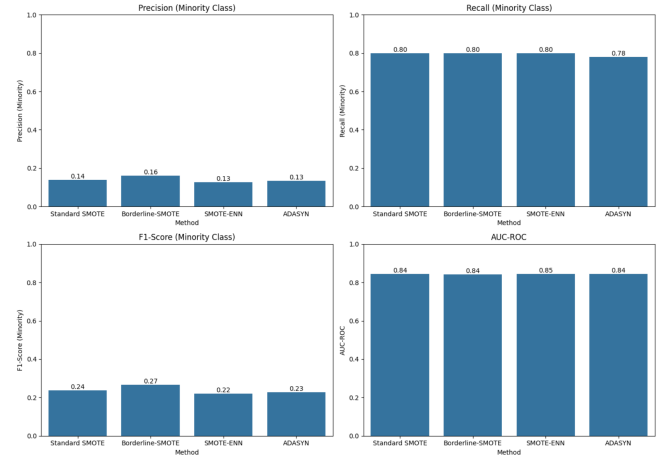 Precision (Minority Class)
1.0
0.8
0.6
0.4
0.2
0.0
Precision (Minority)
0.14
0.16
0.13
0.13
Standard SMOTE
Borderline-SMOTE
SMOTE-ENN
ADASYN
Method
Recall (Minority Class)
1.0
0.8
0.6
0.4
0.2
0.0
Recall (Minority)
0.80
0.80
0.80
0.78
Standard SMOTE
Borderline-SMOTE
SMOTE-ENN
ADASYN
Method
F1-Score (Minority Class)
1.0
0.8
0.6
0.4
0.2
0.0
F1-Score (Minority)
0.24
0.27
0.22
0.23
Standard SMOTE
Borderline-SMOTE
SMOTE-ENN
ADASYN
Method
AUC-ROC
1.0
0.8
0.6
0.4
0.2
0.0
AUC-ROC
0.84
0.84
0.85
0.84
Standard SMOTE
Borderline-SMOTE
SMOTE-ENN
ADASYN
Method